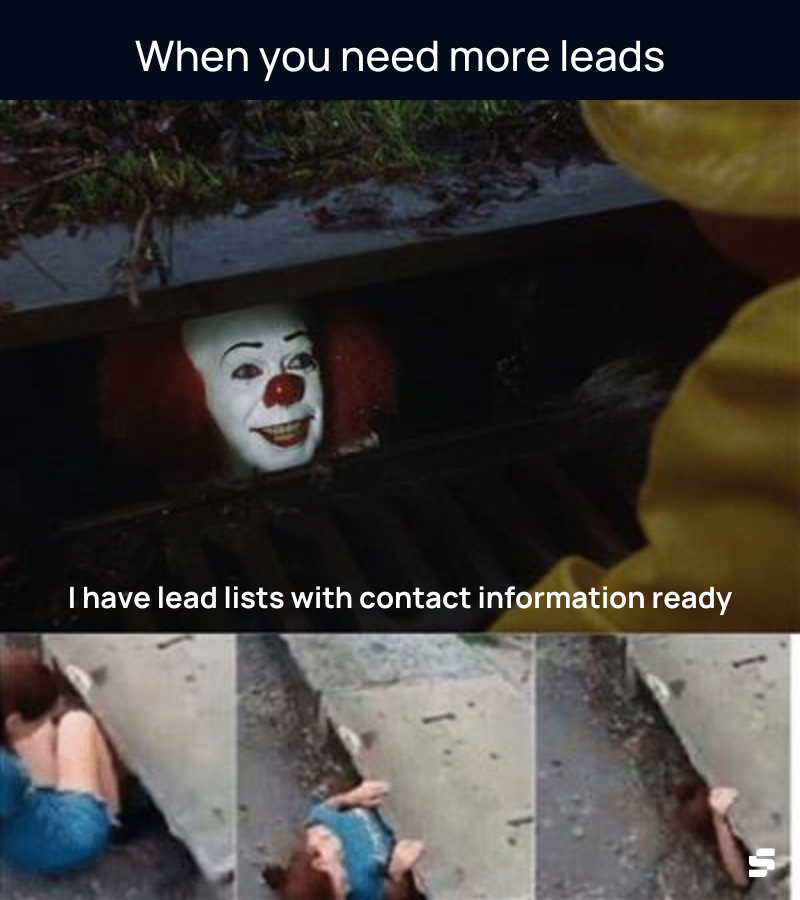 When you need more leads
I have lead lists with contact information ready